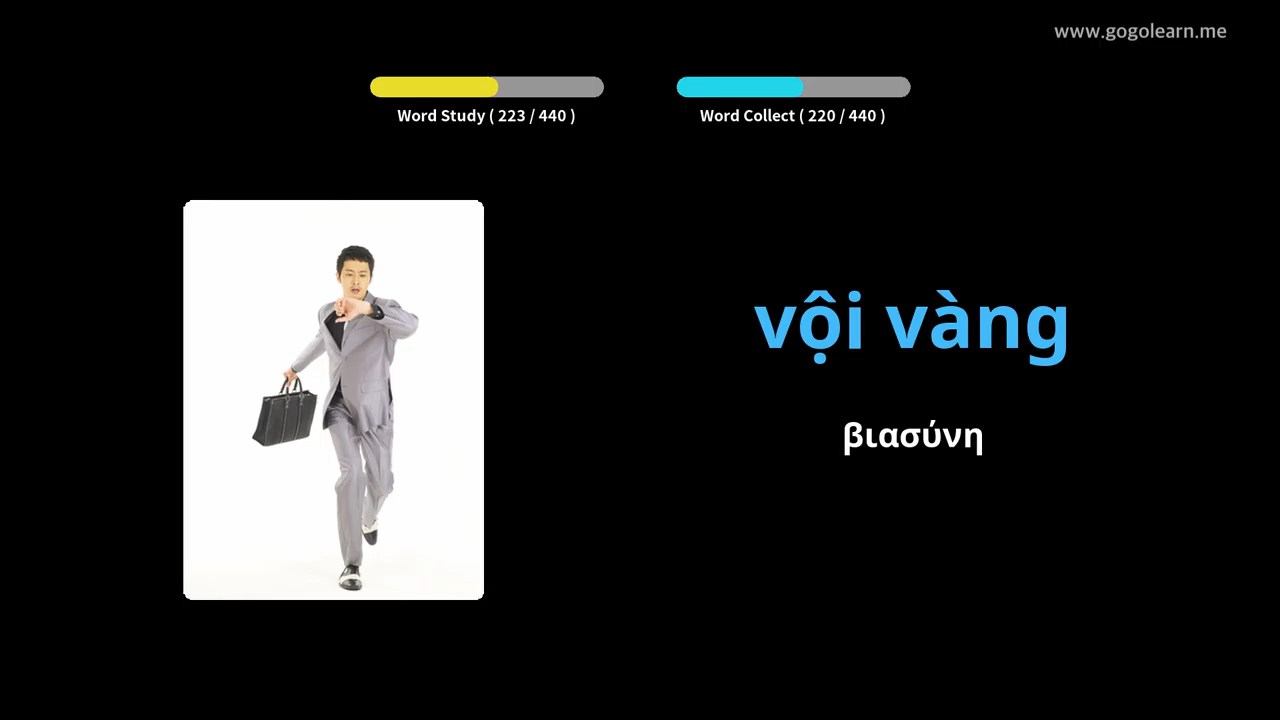 www.gogolearn.me
Word Study ( 223 / 440 )
Word Collect ( 220 / 440 )
vội vàng
βιασύνη